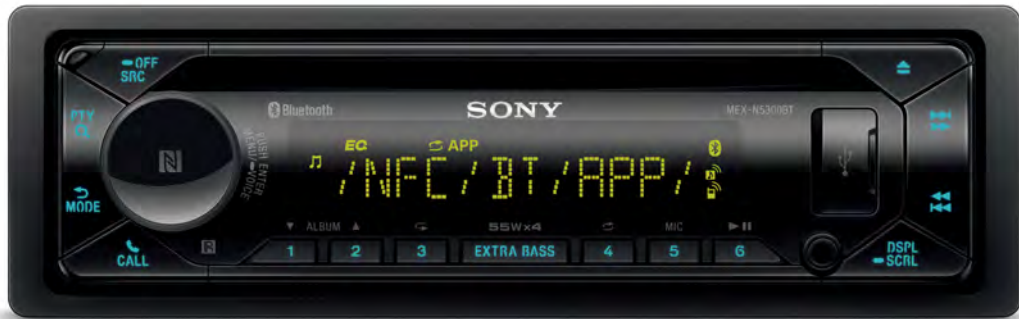 OFF
SRC
Bluetooth
SONY
MEX-N5300BT
PTY
PUSH ENTER
MENU/ VOICE
EQ
APP
/NFC/BT/APP/
MODE
ALBUM
55W×4
MIC
CALL
1
2
3
EXTRA BASS
4
5
6
DSPL
SCRL